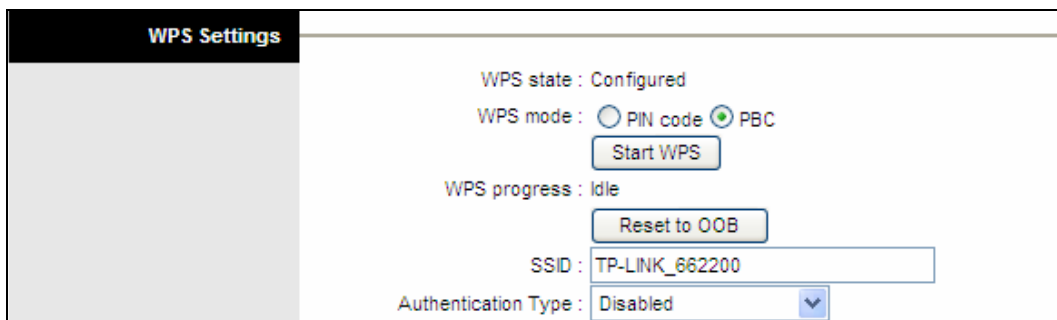 WPS Settings
WPS state : Configured
WPS mode : PIN code PBC
Start WPS
WPS progress : Idle
Reset to OOB
SSID : TP-LINK_662200
Authentication Type : Disabled